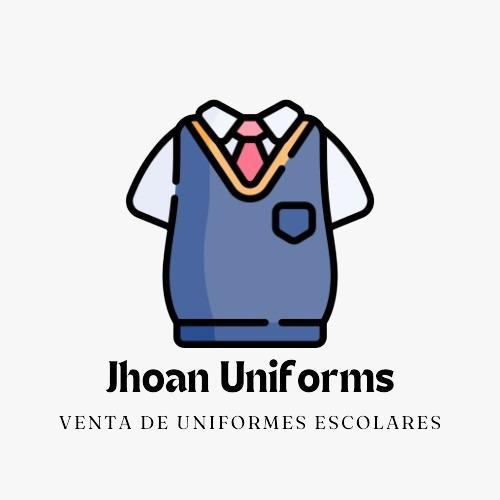 Jhoan Uniforms
VENTA DE UNIFORMES ESCOLARES